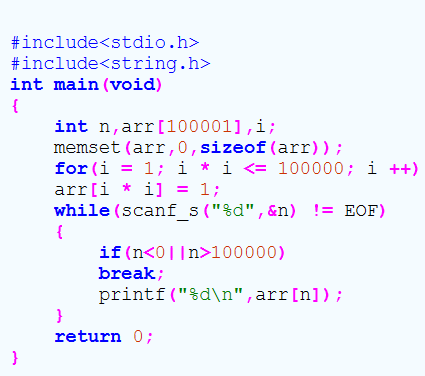 #include<stdio.h>
#include<string.h>
int main(void)
{
    int n,arr[100001],i;
    memset(arr,0,sizeof(arr));
    for(i = 1; i * i <= 100000; i ++)
    arr[i * i] = 1;
    while(scanf_s("%d",&n) != EOF)
    {
        if(n<0||n>100000)
        break;
        printf("%d\n",arr[n]);
    }
    return 0;
}